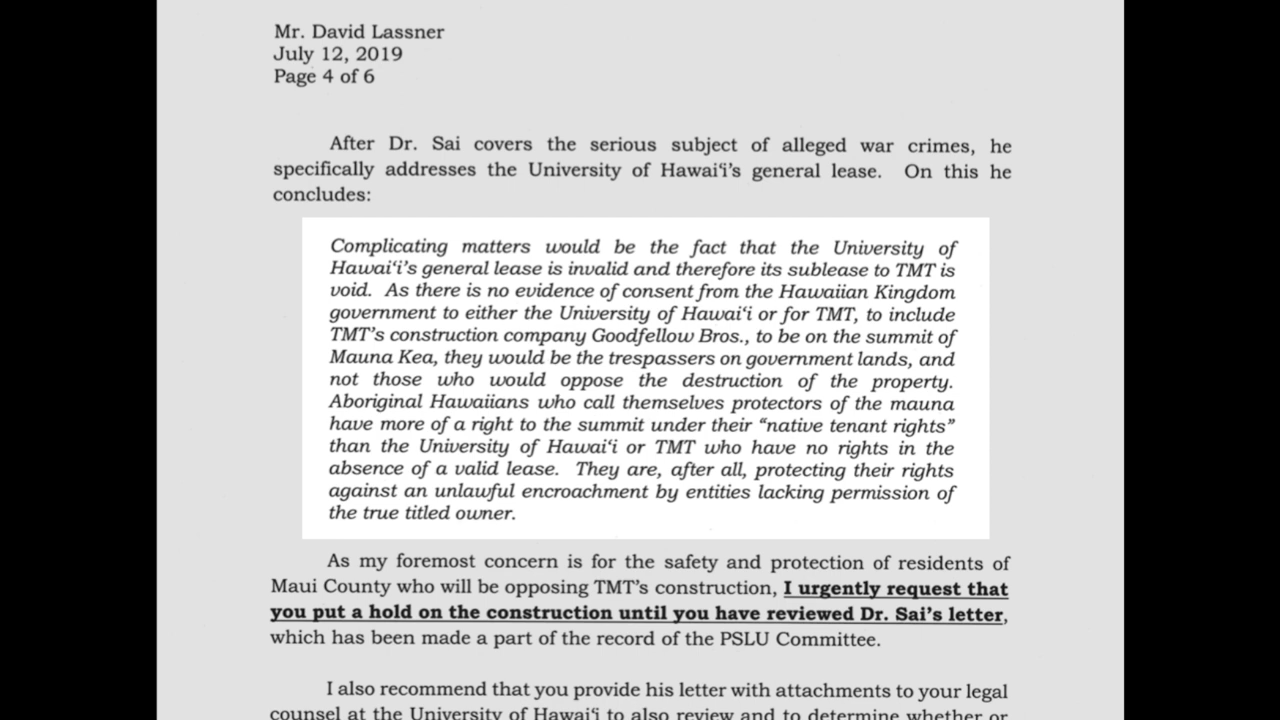 Mr. David Lassner
July 12, 2019
Page 4 of 6
After Dr. Sai covers the serious subject of alleged war crimes, he
specifically addresses the University of Hawaiʻi’s general lease.  On this he
concludes:
Complicating matters would be the fact that the University of
Hawaiʻi’s general lease is invalid and therefore its sublease to TMT is
void.  As there is no evidence of consent from the Hawaiian Kingdom
government to either the University of Hawaiʻi or for TMT, to include
TMT’s construction company Goodfellow Bros., to be on the summit of
Mauna Kea, they would be the trespassers on government lands, and
not those who would oppose the destruction of the property.
Aboriginal Hawaiians who call themselves protectors of the mauna
have more of a right to the summit under their “native tenant rights”
than the University of Hawaiʻi or TMT who have no rights in the
absence of a valid lease.  They are, after all, protecting their rights
against an unlawful encroachment by entities lacking permission of
the true titled owner.
As my foremost concern is for the safety and protection of residents of
Maui County who will be opposing TMT’s construction, I urgently request that
you put a hold on the construction until you have reviewed Dr. Sai’s letter,
which has been made a part of the record of the PSLU Committee.
I also recommend that you provide his letter with attachments to your legal
counsel at the University of Hawaiʻi to also review and to determine whether or